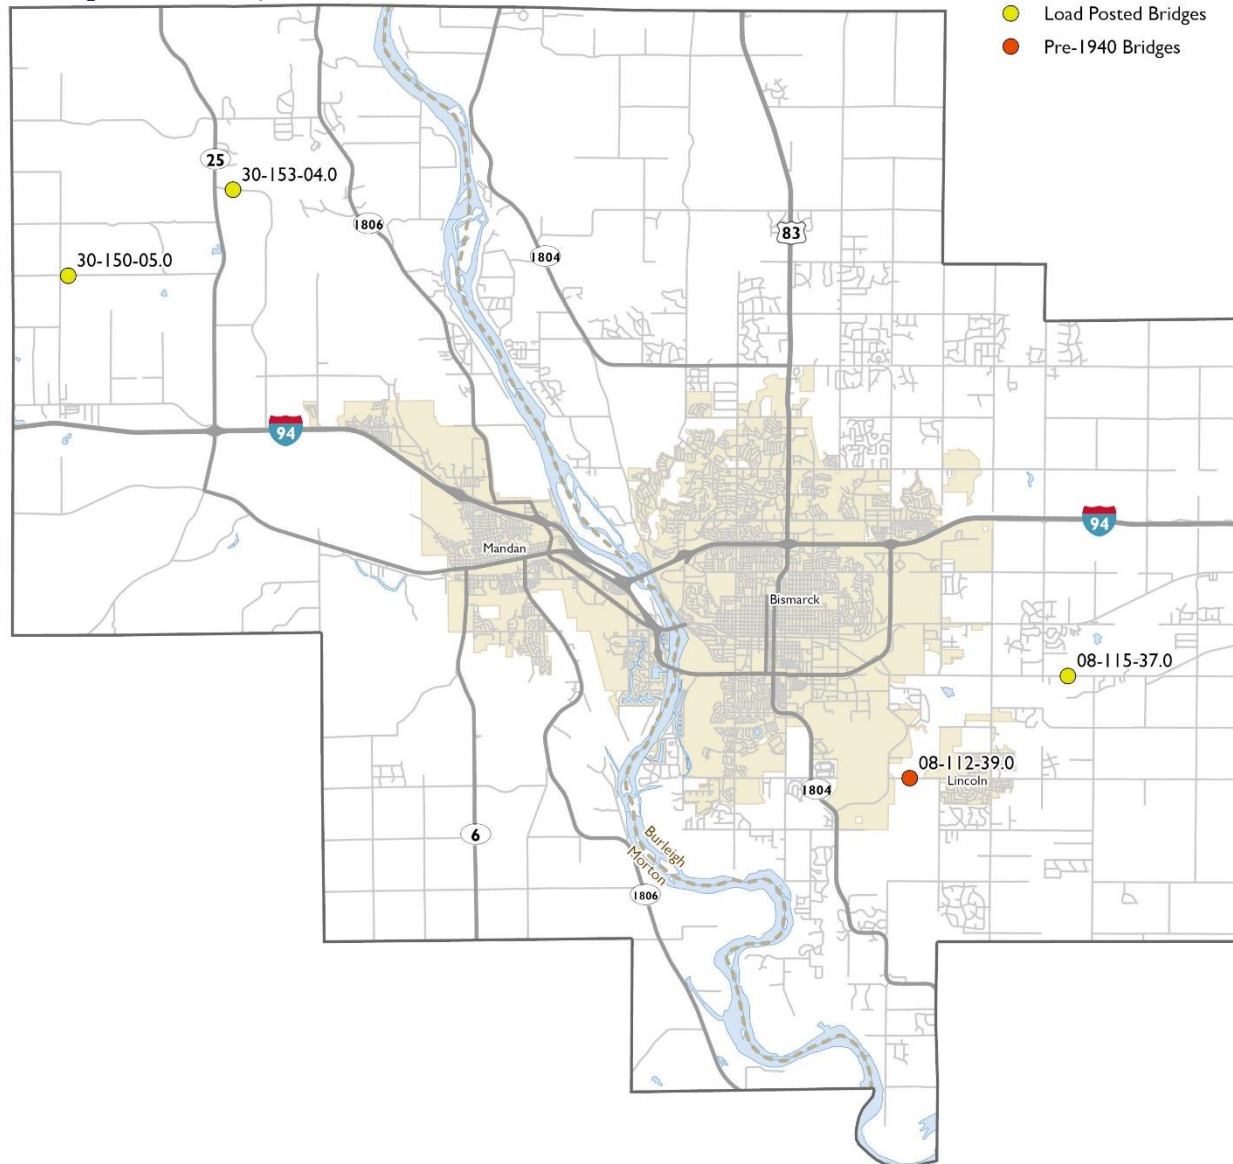 Load Posted Bridges
Pre-1940 Bridges
25
30-153-04.0
1806
83
1804
30-150-05.0
94
94
Mandan
Bismarck
08-115-37.0
08-112-39.0
Lincoln
1804
6
Burleigh
Morton
1806